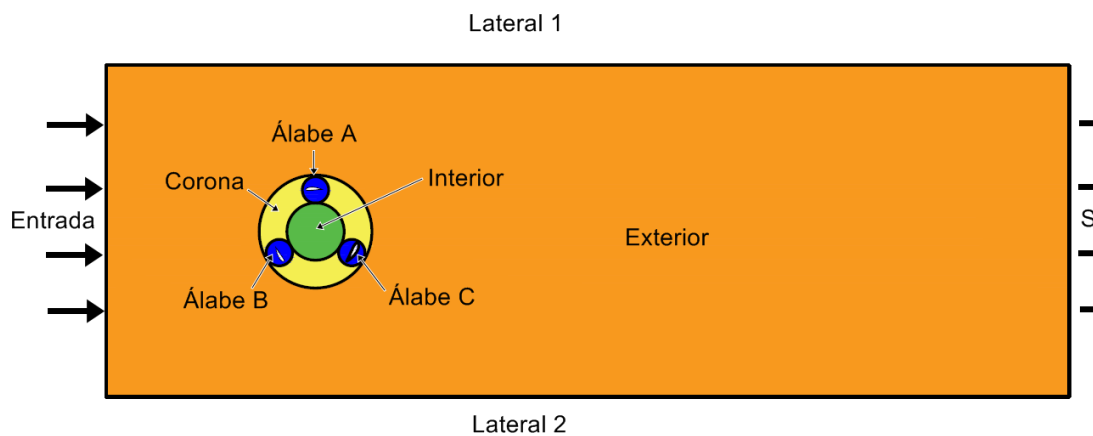 Lateral 1
Álabe A
Corona
Interior
Entrada
Exterior
S
Álabe B
Álabe C
Lateral 2